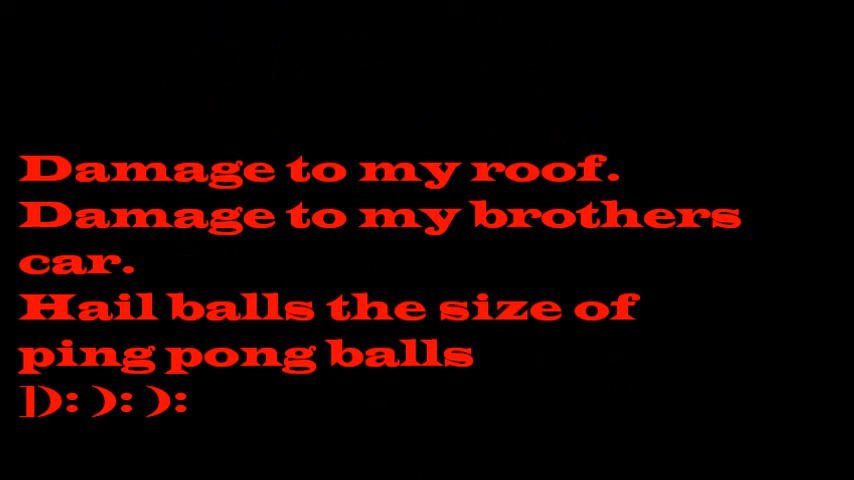 Damage to my roof.
Damage to my brothers
car.
Hail balls the size of
ping pong balls
]): ): ):